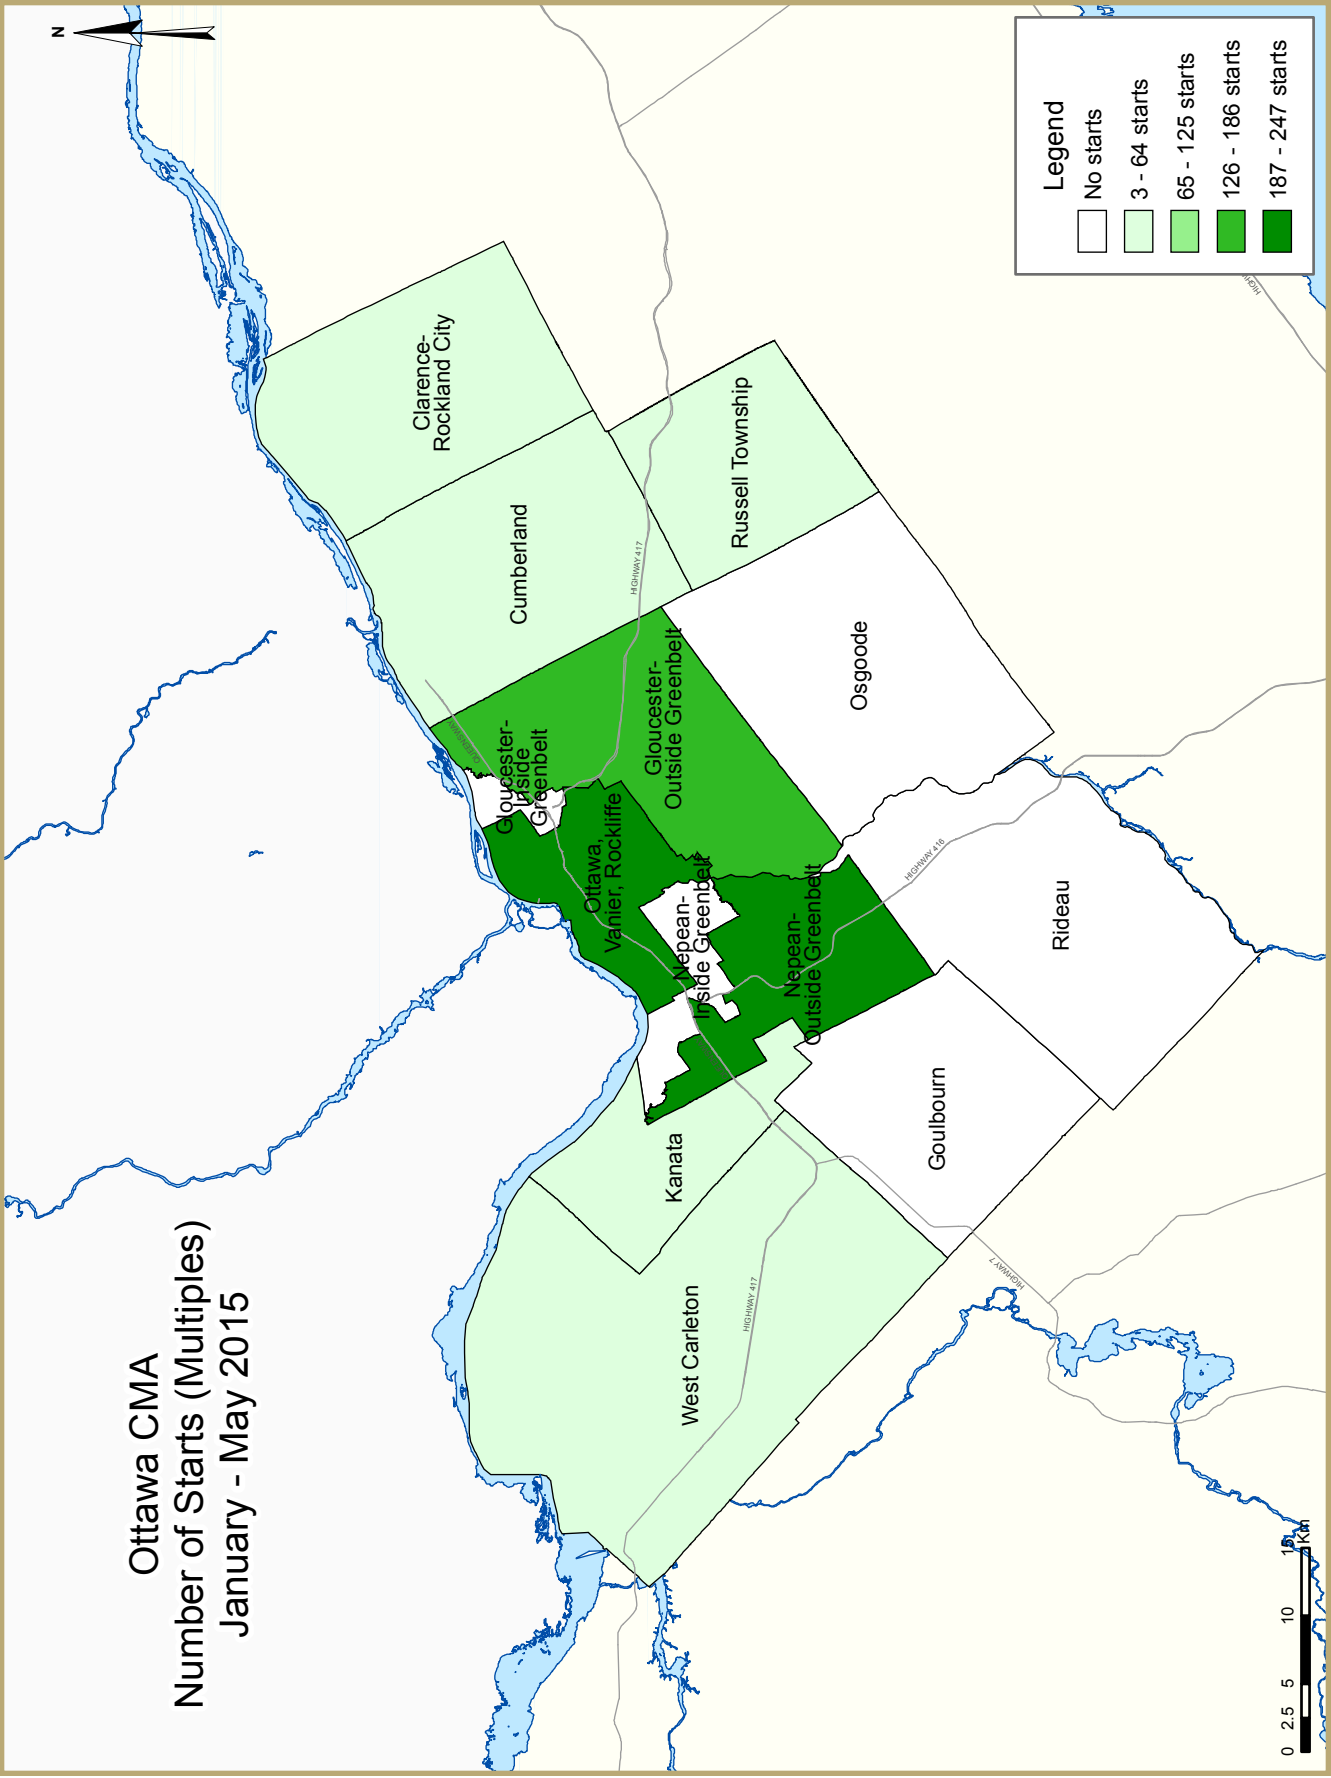 Ottawa CMA
Number of Starts (Multiples)
January - May 2015
N
Clarence-
Rockland City
Cumberland
Russell Township
HIGHWAY 417
Osgoode
Gloucester-
Outside Greenbelt
QUEENSWAY
Gloucester-
Inside
Greenbelt
Ottawa,
Vanier, Rockliffe
Nepean-
Inside Greenbelt
Nepean-
Outside Greenbelt
HIGHWAY 416
Rideau
Goulbourn
Kanata
West Carleton
HIGHWAY 417
HIGHWAY 7
Legend
No starts
3 - 64 starts
65 - 125 starts
126 - 186 starts
187 - 247 starts
0 2.5 5 10 15
Km